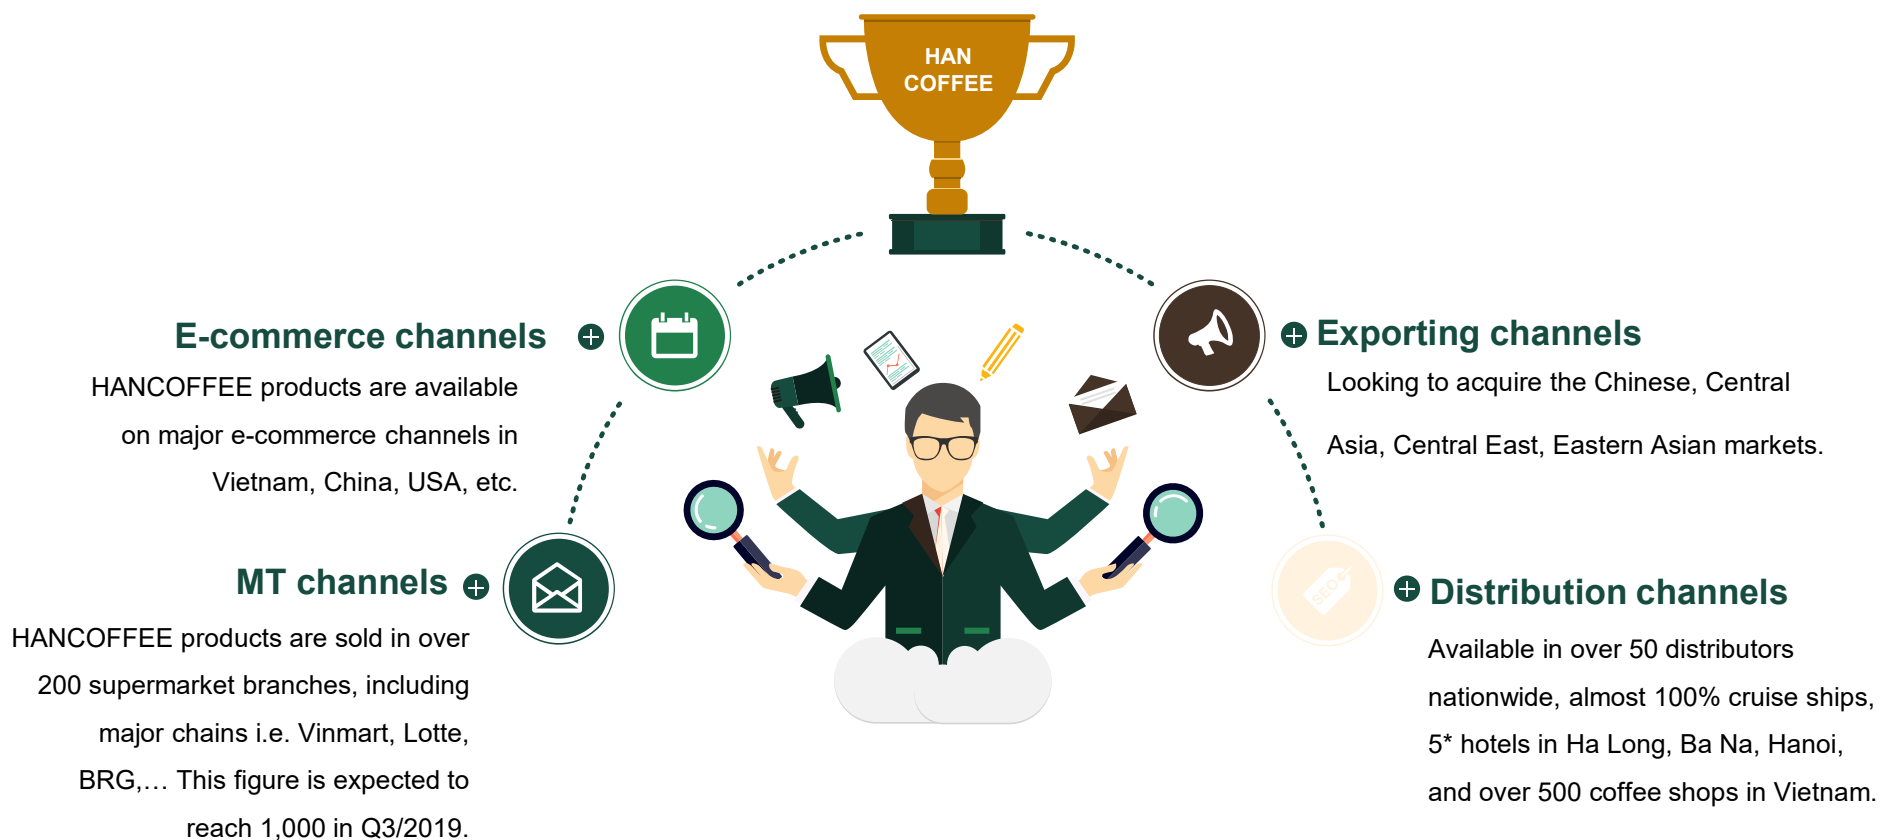 HAN
COFFEE
E-commerce channels
HANCOFFEE products are available
on major e-commerce channels in
Vietnam, China, USA, etc.
Exporting channels
Looking to acquire the Chinese, Central
Asia, Central East, Eastern Asian markets.
MT channels
HANCOFFEE products are sold in over
200 supermarket branches, including
major chains i.e. Vinmart, Lotte,
BRG,… This figure is expected to
reach 1,000 in Q3/2019.
SEO
Distribution channels
Available in over 50 distributors
nationwide, almost 100% cruise ships,
5* hotels in Ha Long, Ba Na, Hanoi,
and over 500 coffee shops in Vietnam.